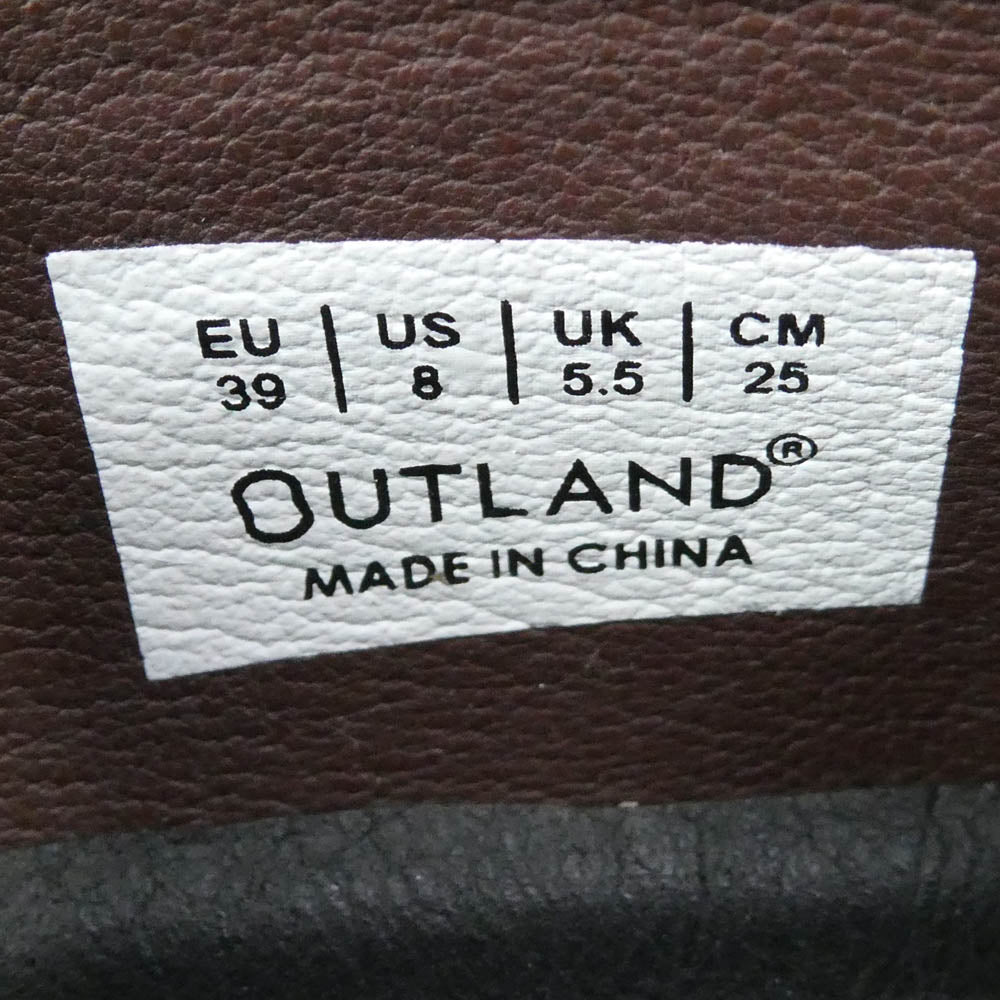 EU | US | UK | CM
39 | 8 | 5.5 | 25
OUTLAND®
MADE IN CHINA